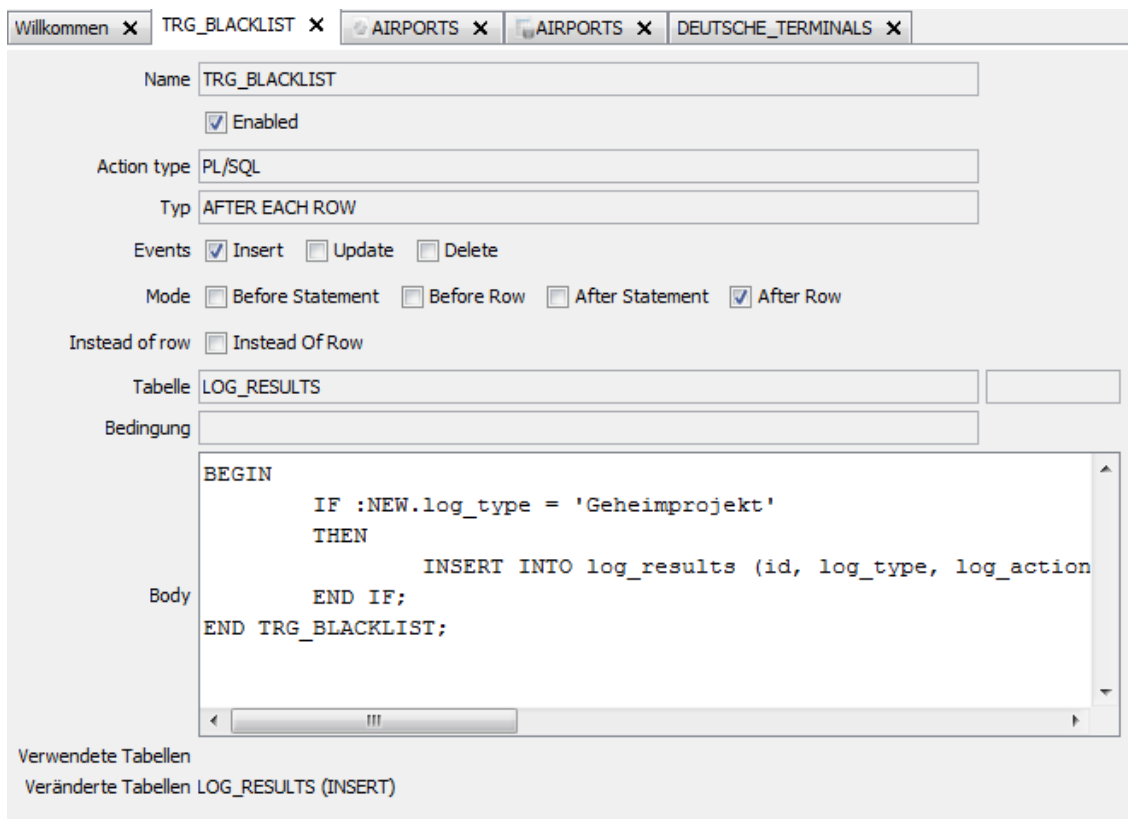 Willkommen TRG_BLACKLIST AIRPORTS AIRPORTS DEUTSCHE_TERMINALS
Name TRG_BLACKLIST
Enabled
Action type PL/SQL
Typ AFTER EACH ROW
Events Insert Update Delete
Mode Before Statement Before Row After Statement After Row
Instead of row Instead Of Row
Tabelle LOG_RESULTS
Bedingung
Body
BEGIN
IF :NEW.log_type = 'Geheimprojekt'
THEN
INSERT INTO log_results (id, log_type, log_action
END IF;
END TRG_BLACKLIST;
Verwendete Tabellen
Veränderte Tabellen LOG_RESULTS (INSERT)